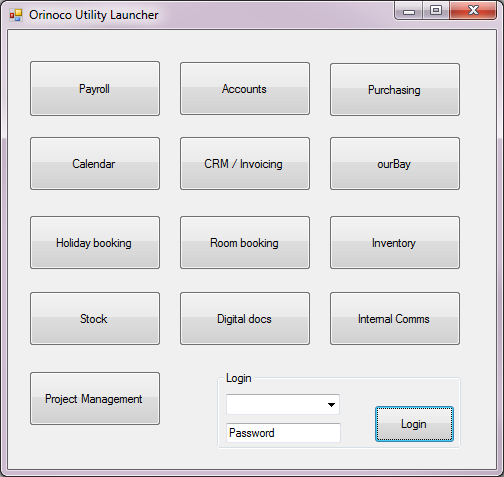 Orinoco Utility Launcher
Payroll
Accounts
Purchasing
Calendar
CRM / Invoicing
ourBay
Holiday booking
Room booking
Inventory
Stock
Digital docs
Internal Comms
Project Management
Login
Password
Login